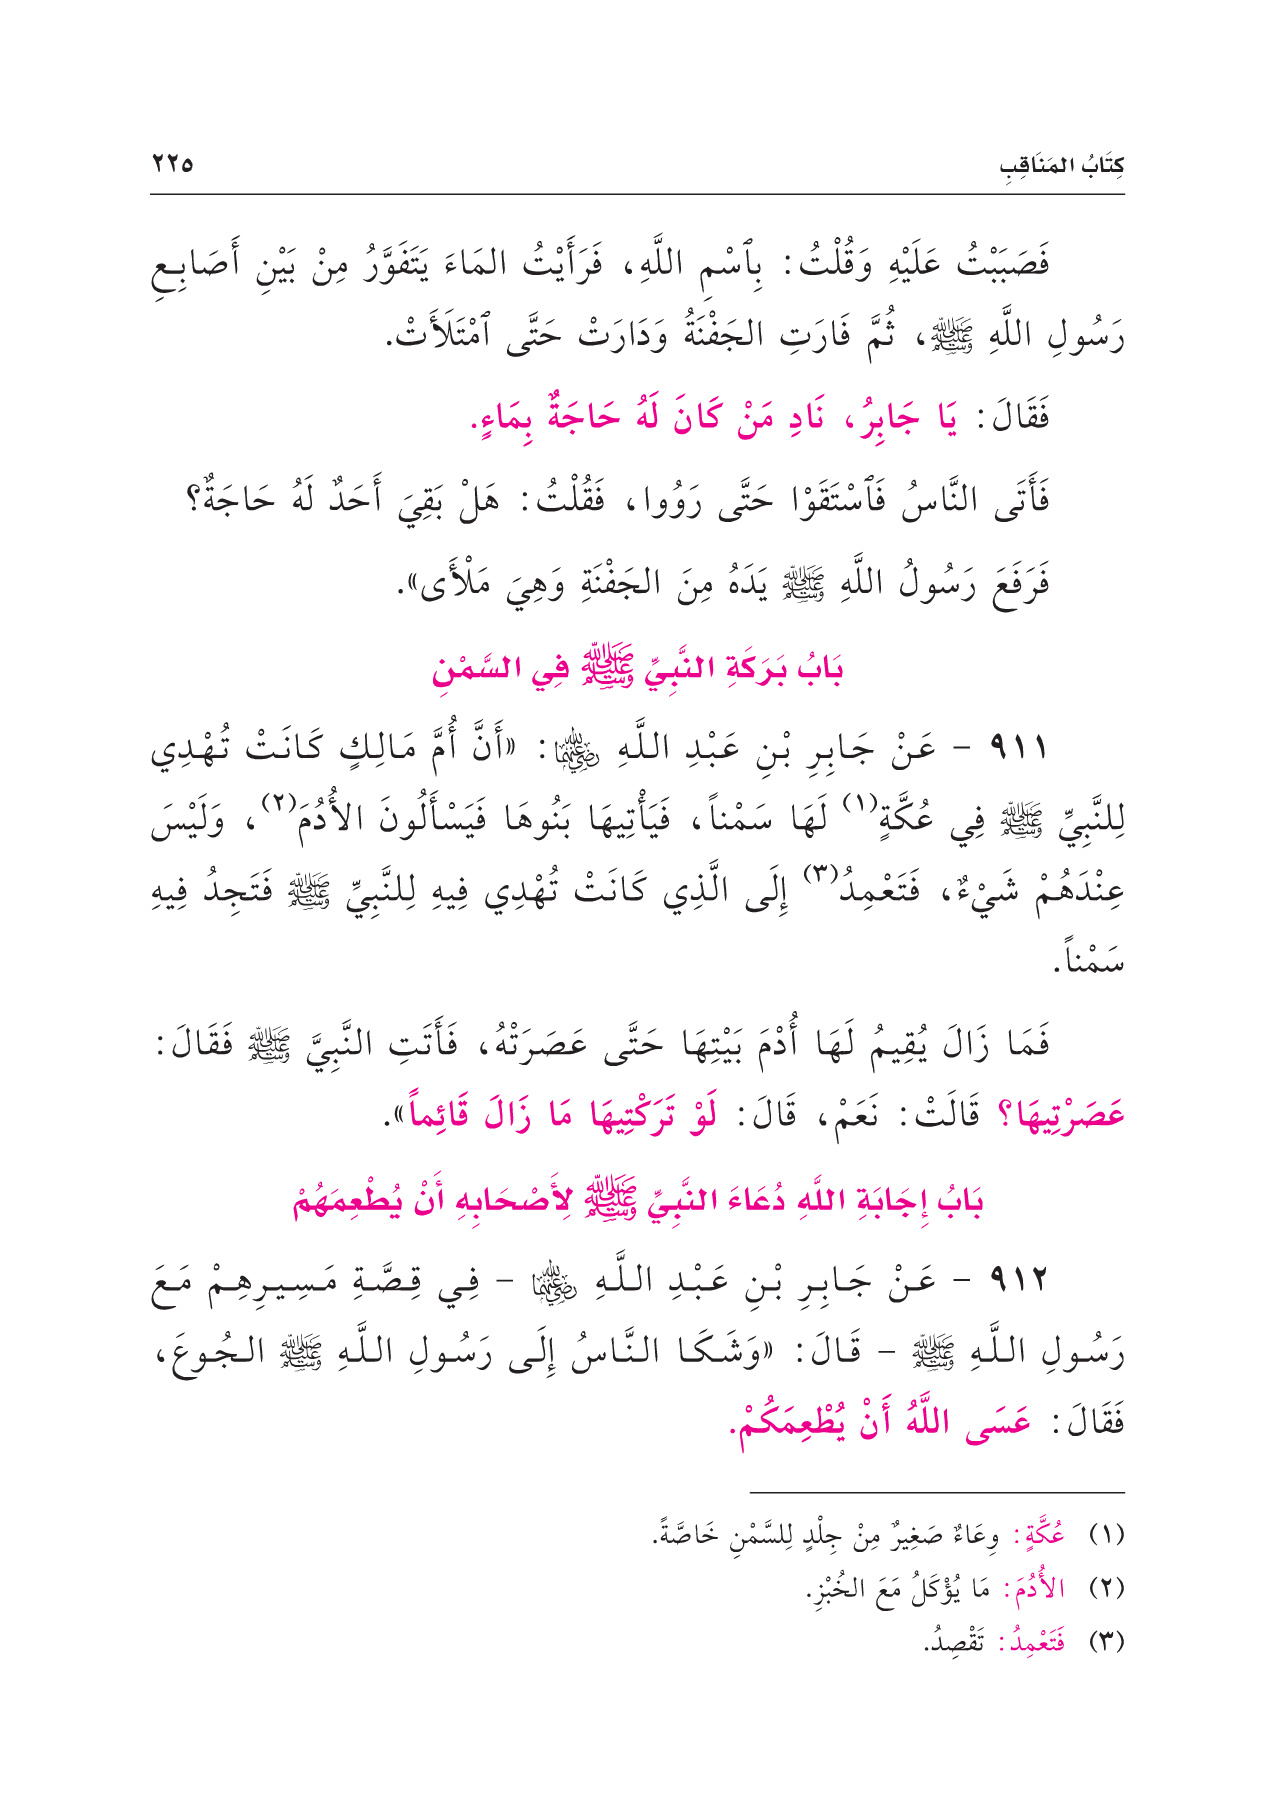 كِتَابُ المَنَاقِبِ ٢٢٥
فَصَبَبْتُ عَلَيْهِ وَقُلْتُ: بِٱسْمِ اللَّهِ، فَرَأَيْتُ المَاءَ يَتَفَوَّرُ مِنْ بَيْنِ أَصَابِعِ
رَسُولِ اللَّهِ ﷺ، ثُمَّ فَارَتِ الجَفْنَةُ وَدَارَتْ حَتَّى ٱمْتَلَأَتْ.
فَقَالَ: يَا جَابِرُ، نَادِ مَنْ كَانَ لَهُ حَاجَةٌ بِمَاءٍ.
فَأَتَى النَّاسُ فَٱسْتَقَوْا حَتَّى رَوُوا، فَقُلْتُ: هَلْ بَقِيَ أَحَدٌ لَهُ حَاجَةٌ؟
فَرَفَعَ رَسُولُ اللَّهِ ﷺ يَدَهُ مِنَ الجَفْنَةِ وَهِيَ مَلْأَى».
بَابُ بَرَكَةِ النَّبِيِّ ﷺ فِي السَّمْنِ
٩١١ - عَنْ جَابِرِ بْنِ عَبْدِ اللَّهِ رضي الله عنهما: «أَنَّ أُمَّ مَالِكٍ كَانَتْ تُهْدِي
لِلنَّبِيِّ ﷺ فِي عُكَّةٍ(١) لَهَا سَمْناً، فَيَأْتِيهَا بَنُوهَا فَيَسْأَلُونَ الأُدُمَ(٢)، وَلَيْسَ
عِنْدَهُمْ شَيْءٌ، فَتَعْمِدُ(٣) إِلَى الَّذِي كَانَتْ تُهْدِي فِيهِ لِلنَّبِيِّ ﷺ فَتَجِدُ فِيهِ
سَمْناً.
فَمَا زَالَ يُقِيمُ لَهَا أُدْمَ بَيْتِهَا حَتَّى عَصَرَتْهُ، فَأَتَتِ النَّبِيَّ ﷺ فَقَالَ:
عَصَرْتِيهَا؟ قَالَتْ: نَعَمْ، قَالَ: لَوْ تَرَكْتِيهَا مَا زَالَ قَائِماً».
بَابُ إِجَابَةِ اللَّهِ دُعَاءَ النَّبِيِّ ﷺ لِأَصْحَابِهِ أَنْ يُطْعِمَهُمْ
٩١٢ - عَنْ جَابِرِ بْنِ عَبْدِ اللَّهِ رضي الله عنهما - فِي قِصَّةِ مَسِيرِهِمْ مَعَ
رَسُولِ اللَّهِ ﷺ - قَالَ: «وَشَكَا النَّاسُ إِلَى رَسُولِ اللَّهِ ﷺ الجُوعَ،
فَقَالَ: عَسَى اللَّهُ أَنْ يُطْعِمَكُمْ.
(١) عُكَّةٍ: وِعَاءٌ صَغِيرٌ مِنْ جِلْدٍ لِلسَّمْنِ خَاصَّةً.
(٢) الأُدُمَ: مَا يُؤْكَلُ مَعَ الخُبْزِ.
(٣) فَتَعْمِدُ: تَقْصِدُ.